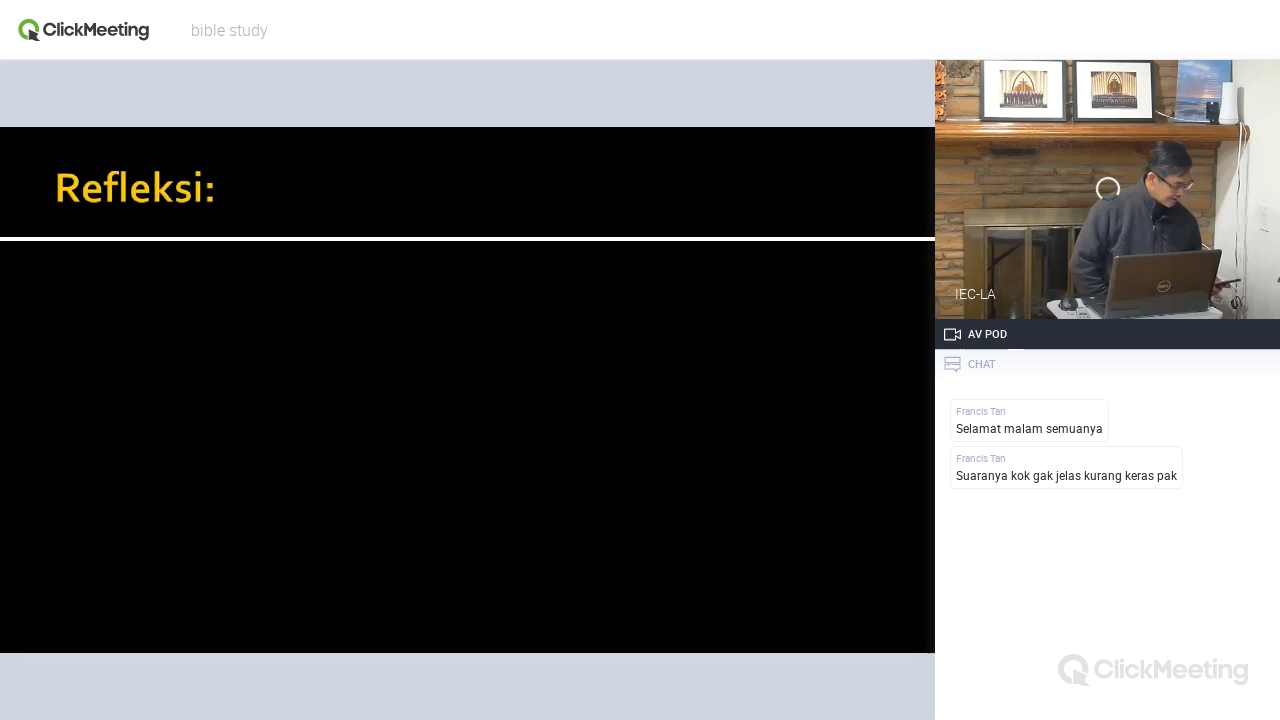 ClickMeeting
bible study
Refleksi:
IEC-LA
AV POD
CHAT
Francis Tan
Selamat malam semuanya
Francis Tan
Suaranya kok gak jelas kurang keras pak
ClickMeeting